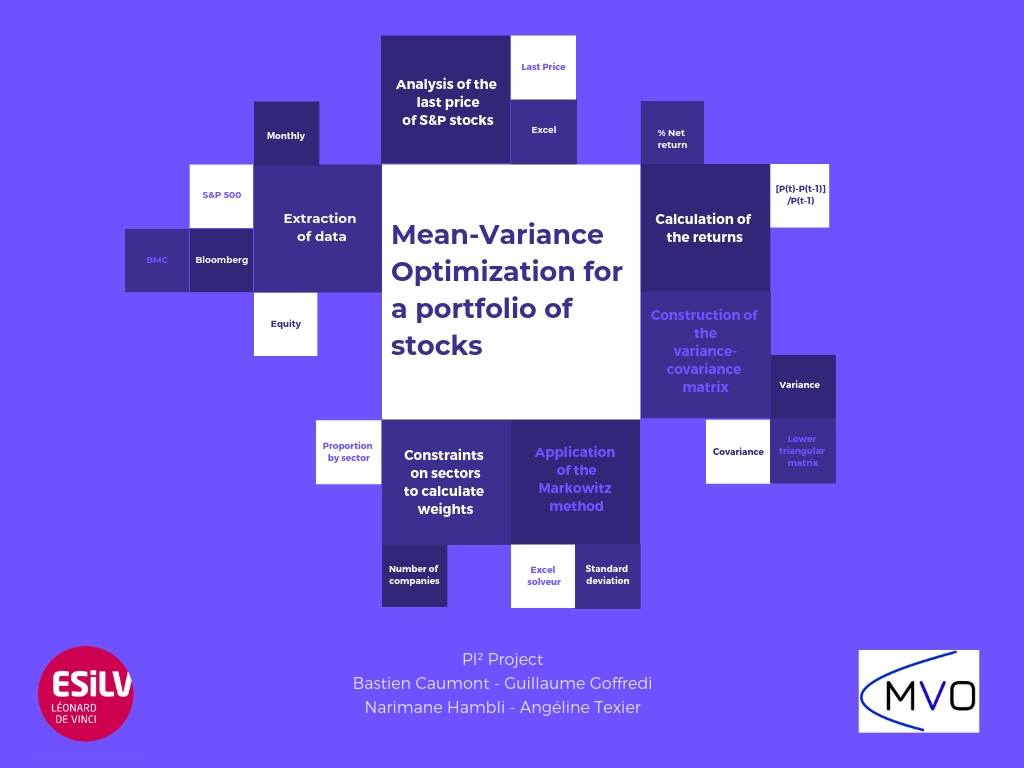 Analysis of the
last price
of S&P stocks
Last Price
Excel
Monthly
% Net
return
S&P 500
Extraction
of data
BMC
Bloomberg
Equity
Mean-Variance
Optimization for
a portfolio of
stocks
Calculation of
the returns
[P(t)-P(t-1)]
/P(t-1)
Construction of
the
variance-
covariance
matrix
Variance
Covariance
Lower
triangular
matrix
Proportion
by sector
Constraints
on sectors
to calculate
weights
Application
of the
Markowitz
method
Number of
companies
Excel
solveur
Standard
deviation
PI² Project
Bastien Caumont - Guillaume Goffredi
Narimane Hambli - Angéline Texier
ESiLV
LÉONARD
DE VINCI
MVO